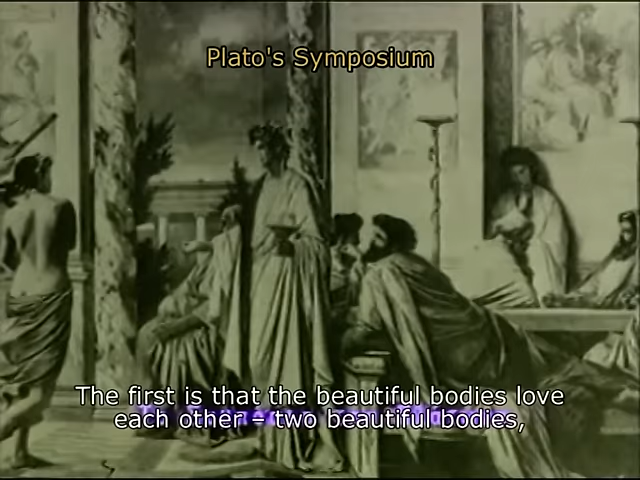 Plato's Symposium
The first is that the beautiful bodies love
each other – two beautiful bodies,